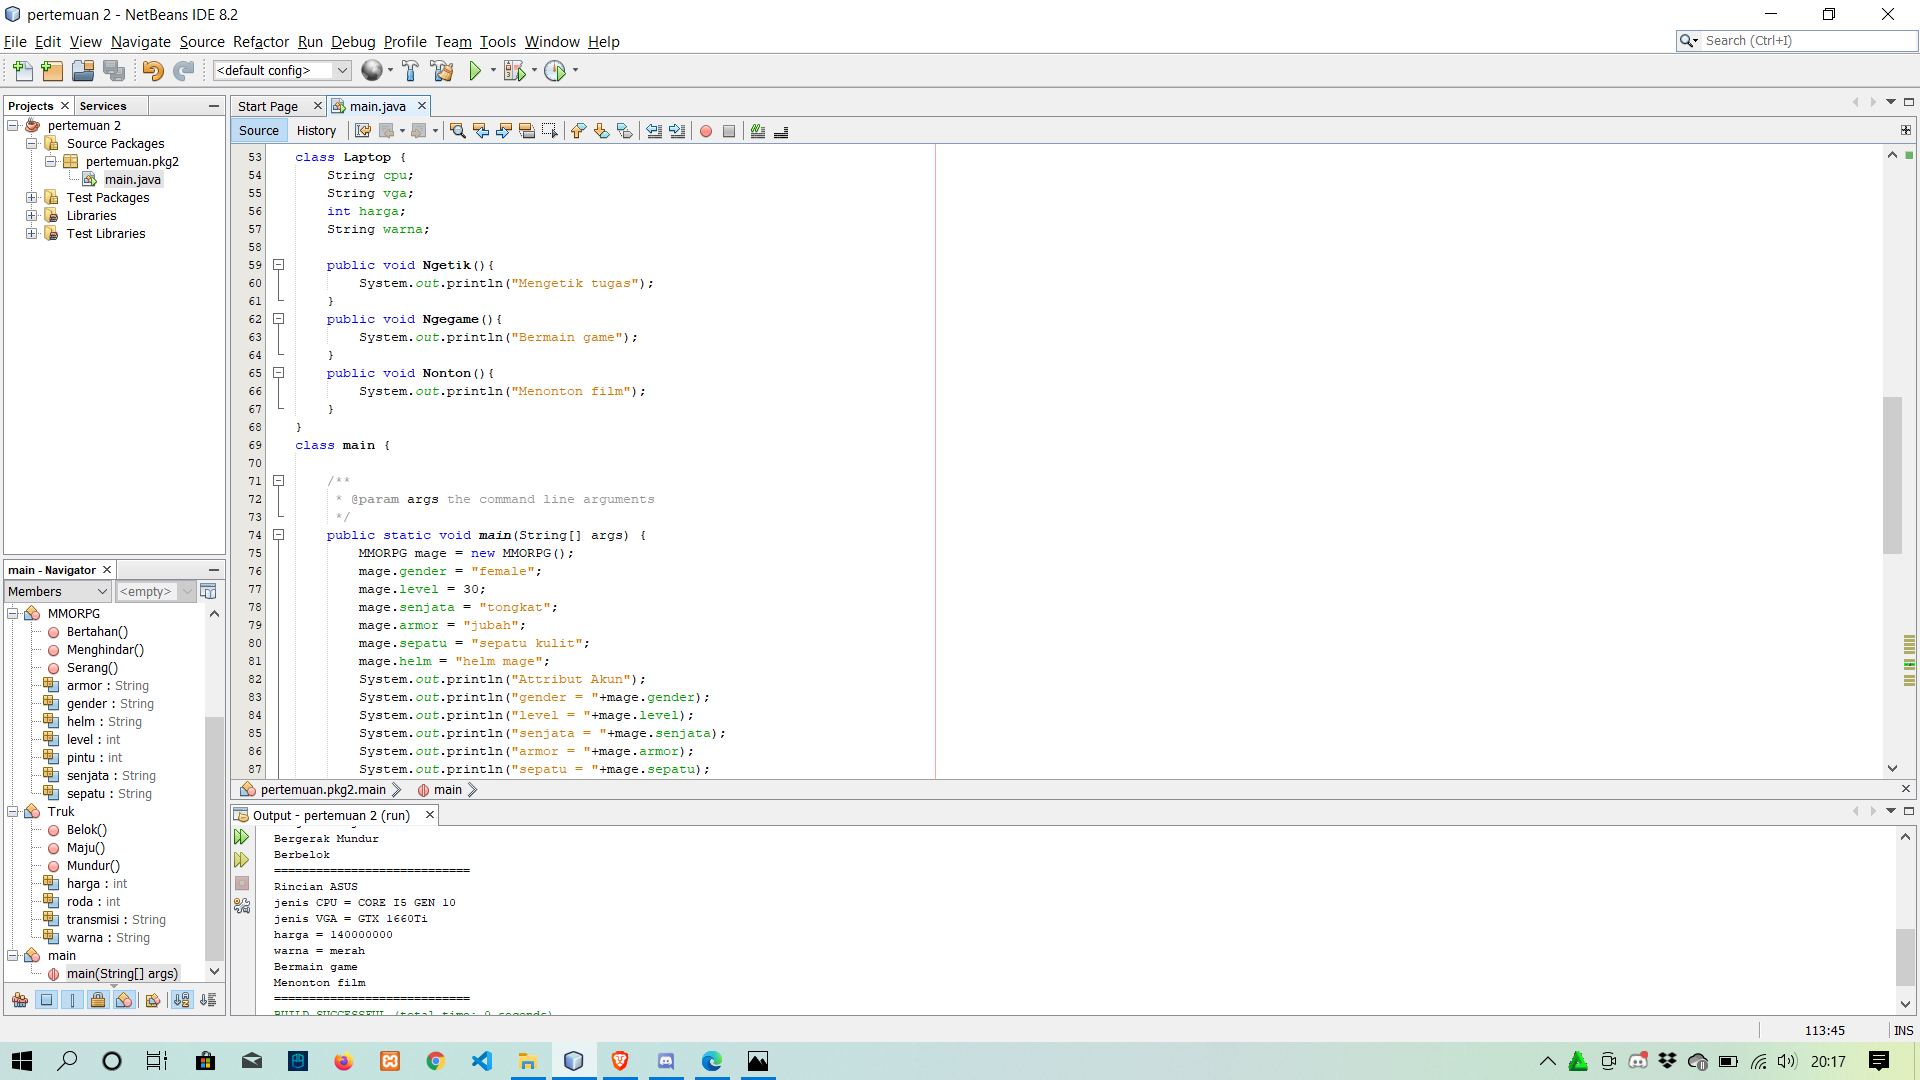 pertemuan 2 - NetBeans IDE 8.2
File Edit View Navigate Source Refactor Run Debug Profile Team Tools Window Help
Search (Ctrl+I)
<default config>
Projects Services
pertemuan 2
Source Packages
pertemuan.pkg2
main.java
Test Packages
Libraries
Test Libraries
main - Navigator
Members <empty>
MMORPG
Bertahan()
Menghindar()
Serang()
armor : String
gender : String
helm : String
level : int
pintu : int
senjata : String
sepatu : String
Truk
Belok()
Maju()
Mundur()
harga : int
roda : int
transmisi : String
warna : String
main
main(String[] args)
Start Page main.java
Source History
53 class Laptop {
54 String cpu;
55 String vga;
56 int harga;
57 String warna;
58
59 public void Ngetik(){
60 System.out.println("Mengetik tugas");
61 }
62 public void Ngegame(){
63 System.out.println("Bermain game");
64 }
65 public void Nonton(){
66 System.out.println("Menonton film");
67 }
68 }
69 class main {
70
71 /**
72 * @param args the command line arguments
73 */
74 public static void main(String[] args) {
75 MMORPG mage = new MMORPG();
76 mage.gender = "female";
77 mage.level = 30;
78 mage.senjata = "tongkat";
79 mage.armor = "jubah";
80 mage.sepatu = "sepatu kulit";
81 mage.helm = "helm mage";
82 System.out.println("Attribut Akun");
83 System.out.println("gender = "+mage.gender);
84 System.out.println("level = "+mage.level);
85 System.out.println("senjata = "+mage.senjata);
86 System.out.println("armor = "+mage.armor);
87 System.out.println("sepatu = "+mage.sepatu);
pertemuan.pkg2.main main
Output - pertemuan 2 (run)
Bergerak Mundur
Berbelok
============================
Rincian ASUS
jenis CPU = CORE I5 GEN 10
jenis VGA = GTX 1660Ti
harga = 140000000
warna = merah
Bermain game
Menonton film
============================
BUILD SUCCESSFUL (total time: 0 seconds)
113:45 INS
20:17